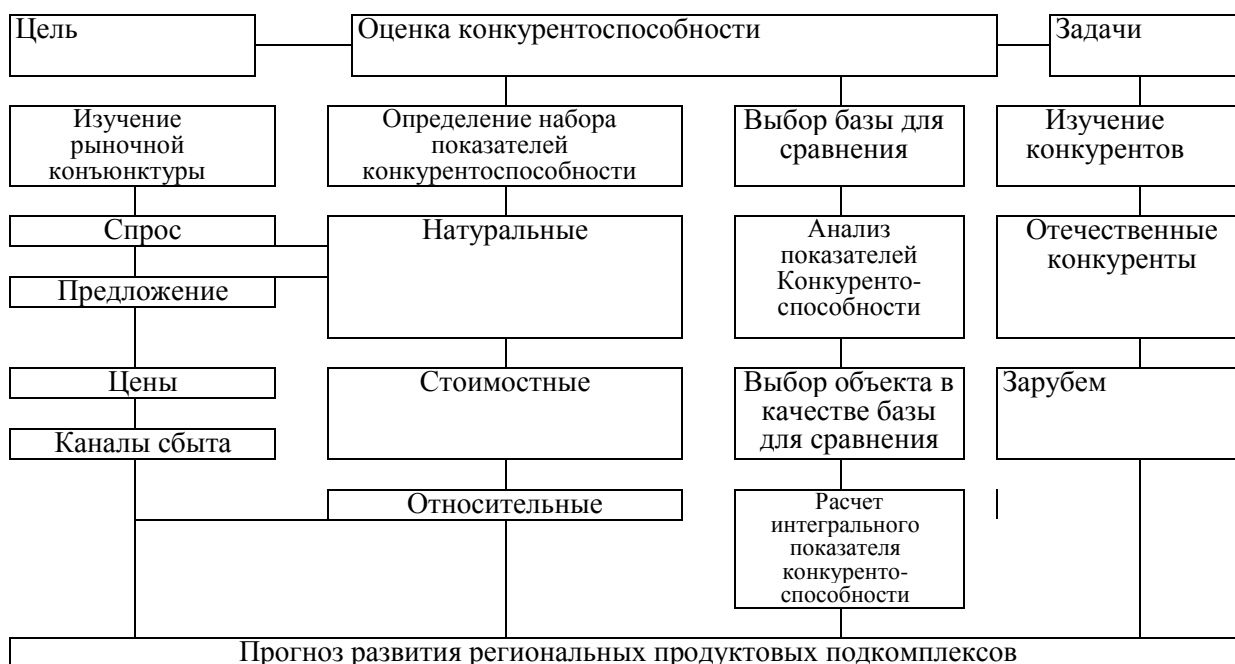 Цель
Оценка конкурентоспособности
Задачи
Изучение
рыночной
конъюнктуры
Определение набора
показателей
конкурентоспособности
Выбор базы для
сравнения
Изучение
конкурентов
Спрос
Предложение
Натуральные
Анализ
показателей
Конкуренто-
способности
Отечественные
конкуренты
Цены
Каналы сбыта
Стоимостные
Выбор объекта в
качестве базы
для сравнения
Зарубем
Относительные
Расчет
интегрального
показателя
конкуренто-
способности
Прогноз развития региональных продуктовых подкомплексов